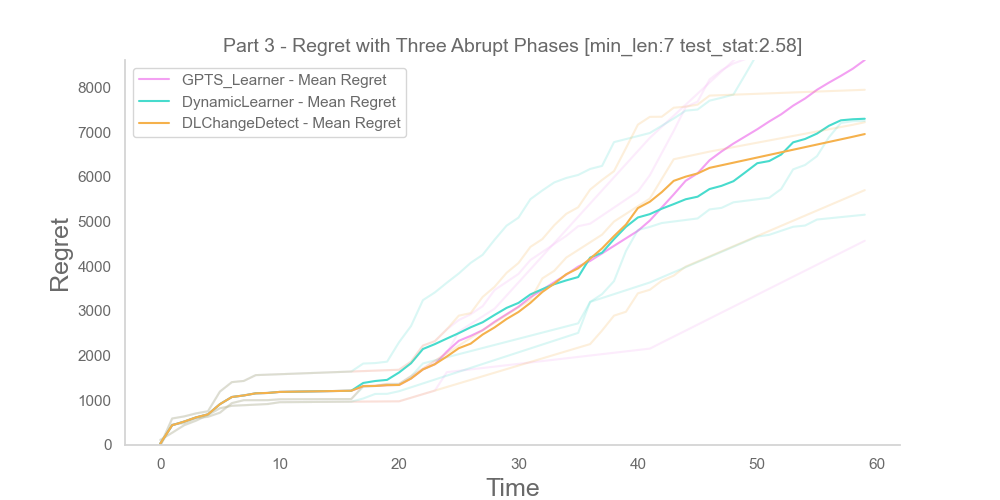 Part 3 - Regret with Three Abrupt Phases [min_len:7 test_stat:2.58]
GPTS_Learner - Mean Regret
DynamicLearner - Mean Regret
DLChangeDetect - Mean Regret
8000
7000
6000
5000
4000
3000
2000
1000
0
Regret
0 10 20 30 40 50 60
Time